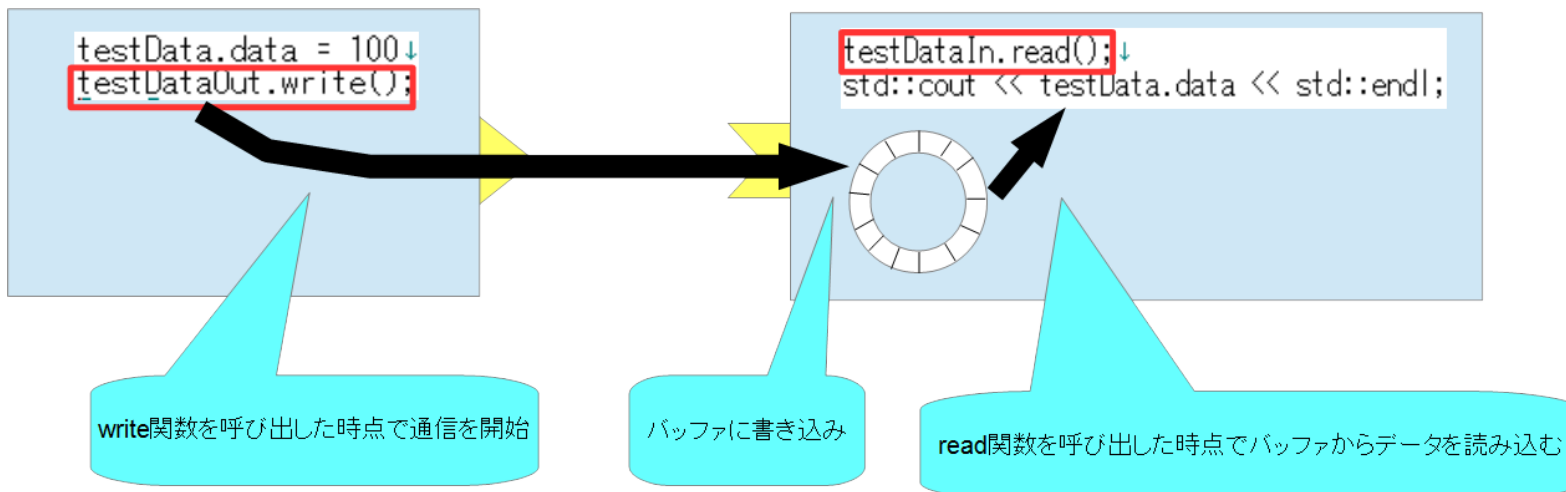 testData.data = 100↓
testDataOut.write();
testDataIn.read();↓
std::cout << testData.data << std::endl;
write関数を呼び出した時点で通信を開始
バッファに書き込み
read関数を呼び出した時点でバッファからデータを読み込む